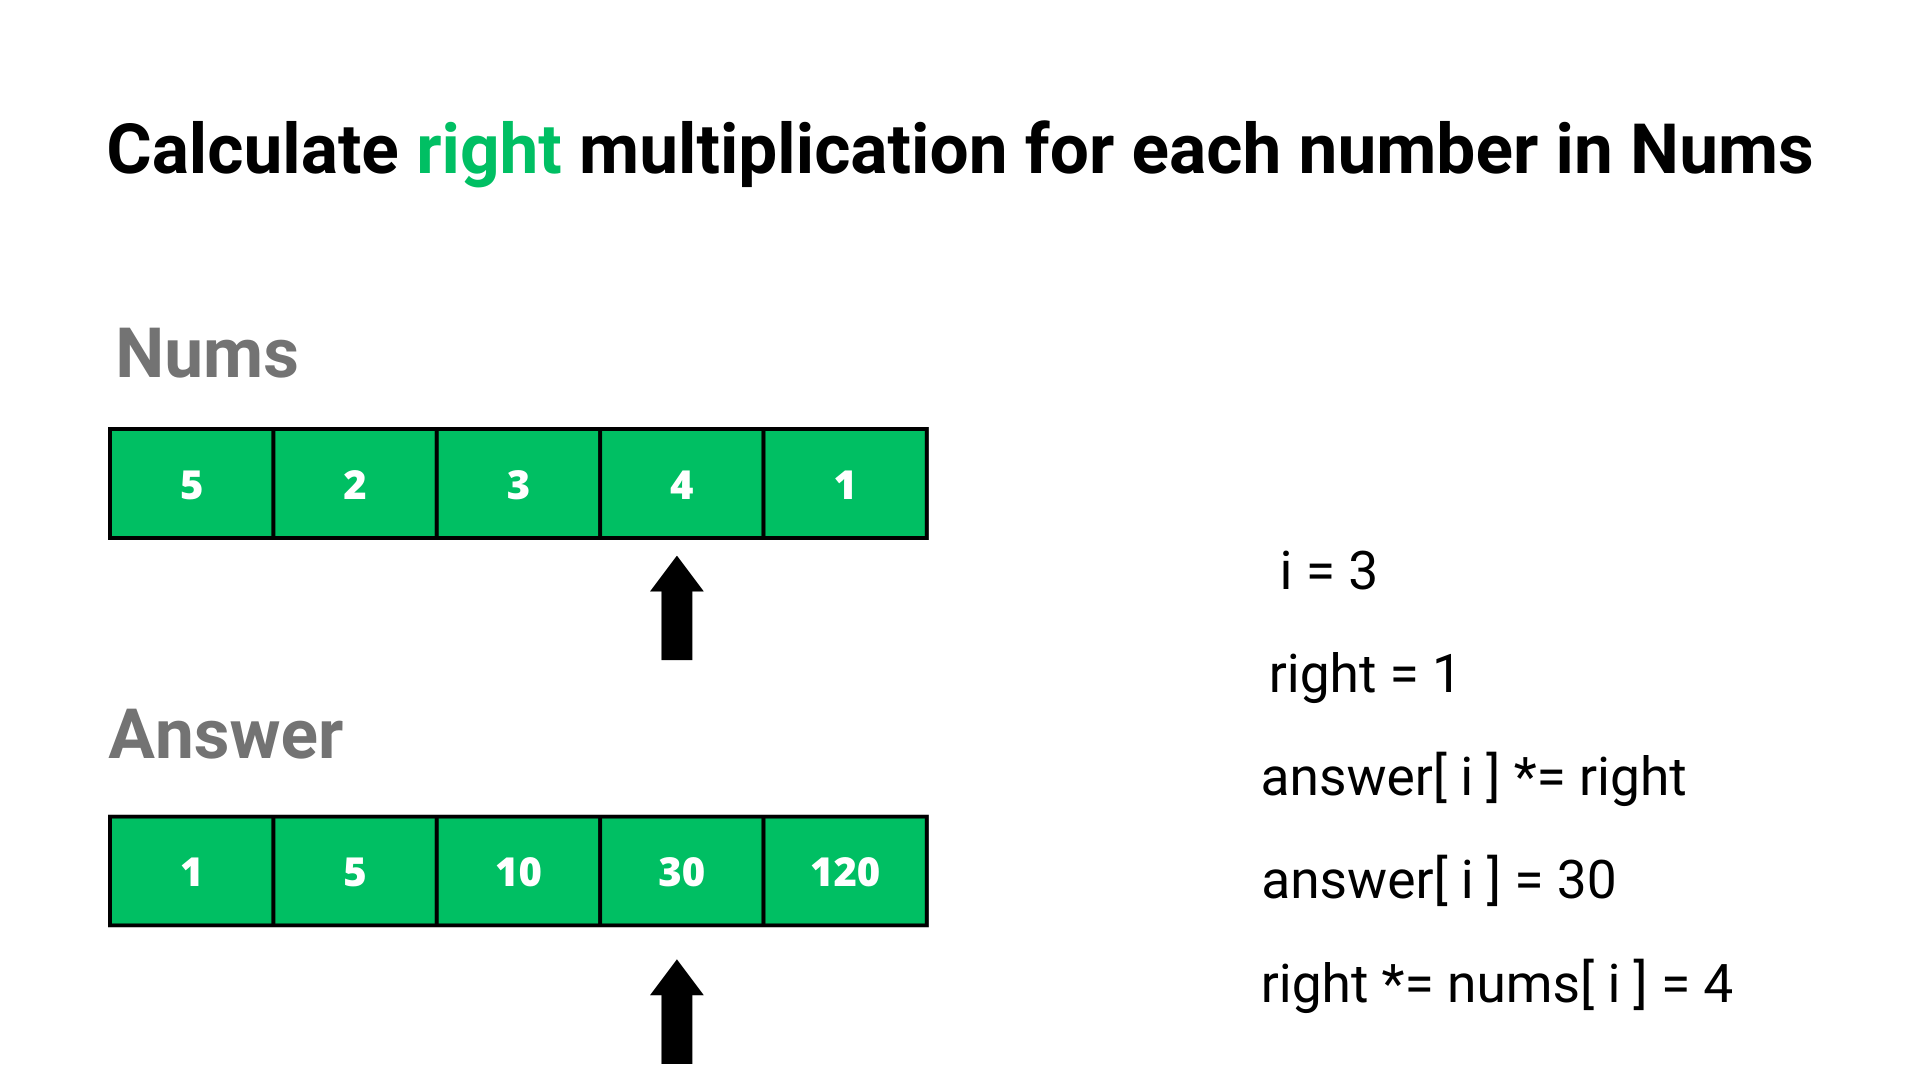 Calculate right multiplication for each number in Nums
Nums
5 2 3 4 1
i = 3
right = 1
Answer
answer[ i ] *= right
1 5 10 30 120
answer[ i ] = 30
right *= nums[ i ] = 4